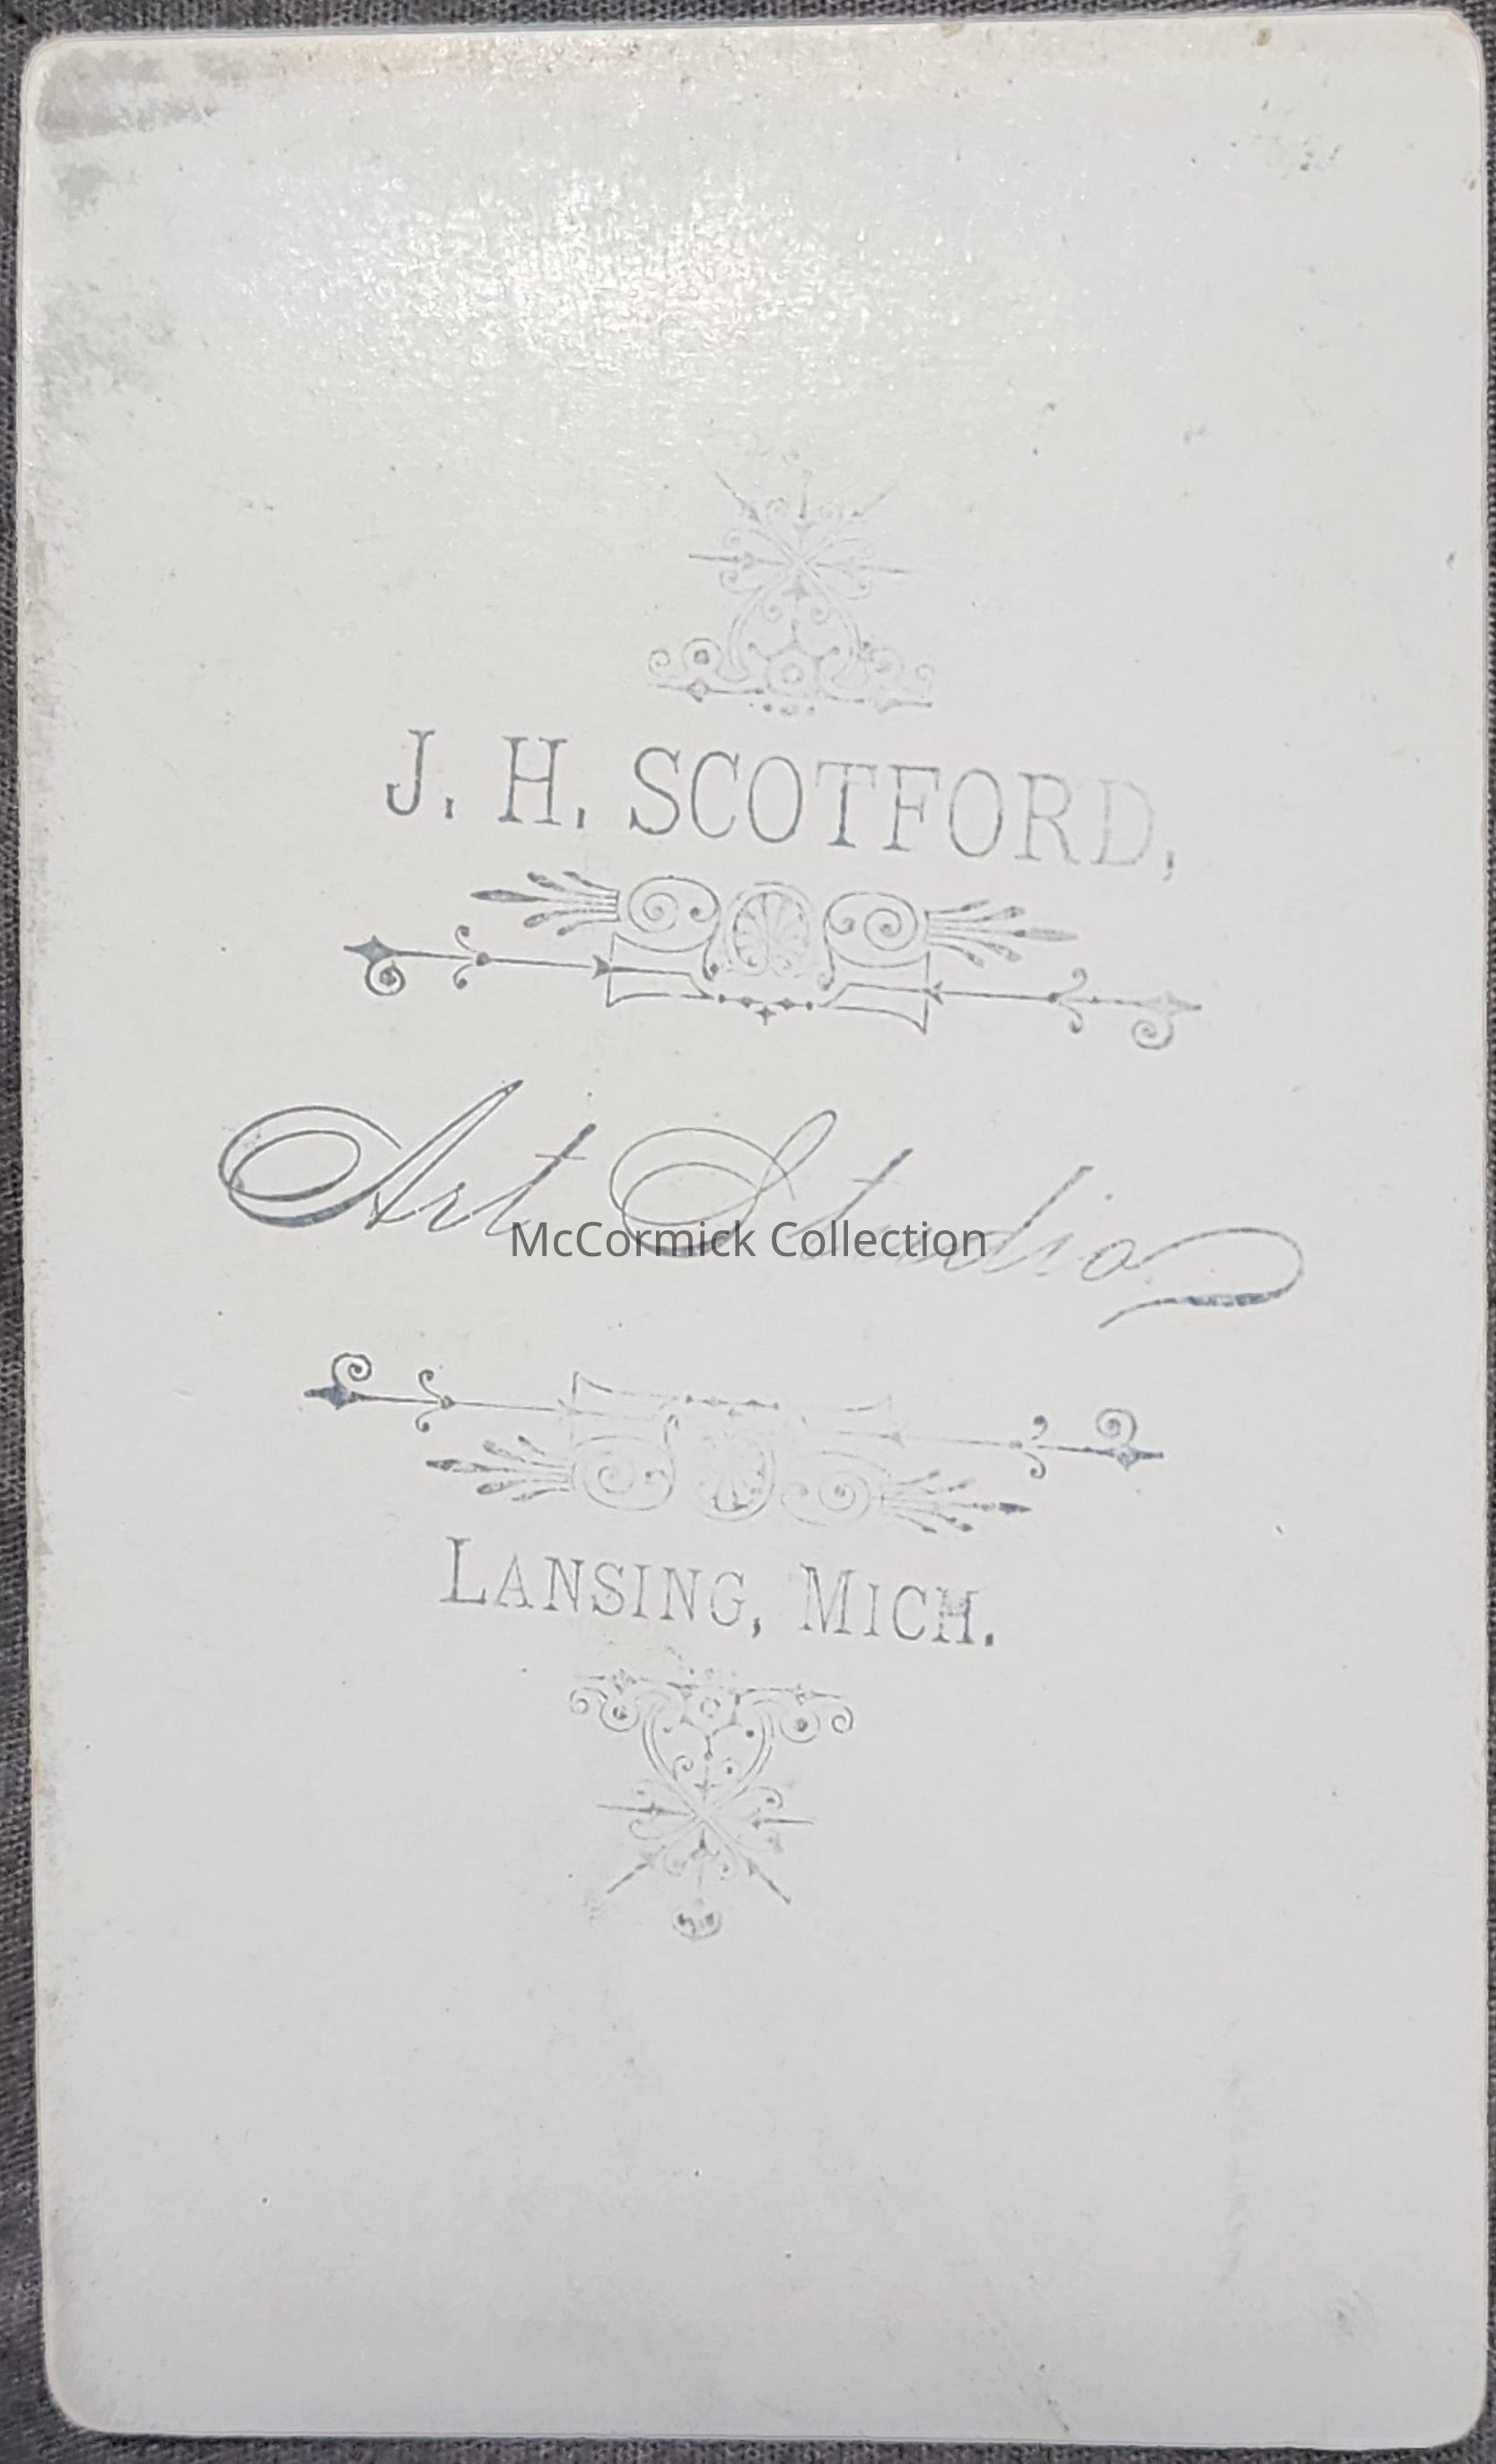 J. H. SCOTFORD,
Art Studio
McCormick Collection
LANSING, MICH.